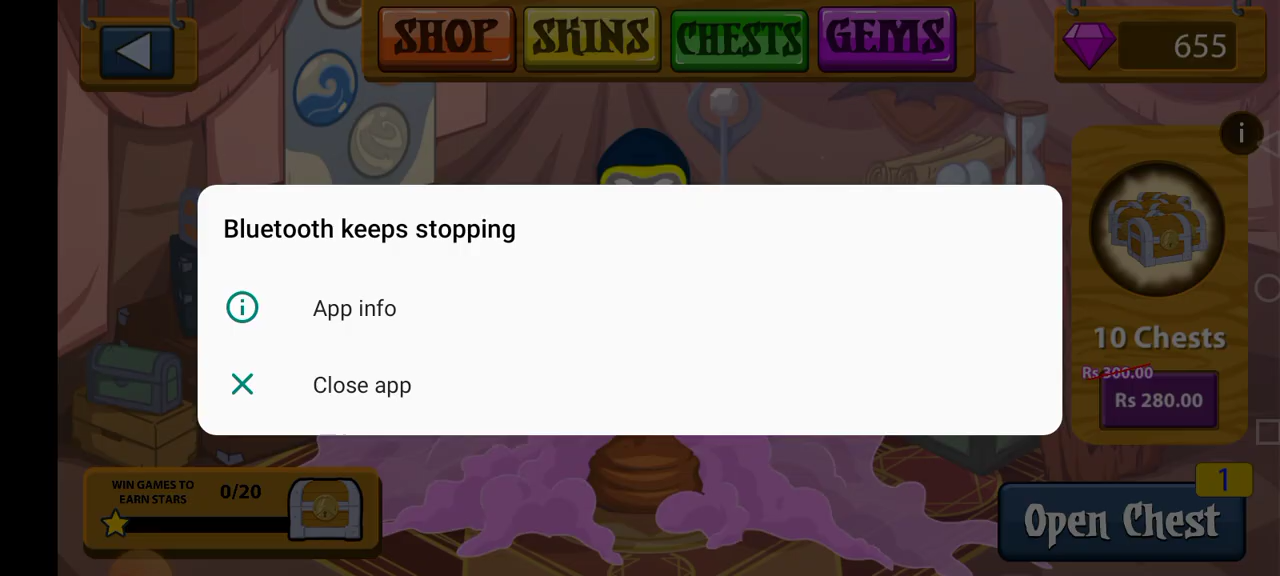 SHOP
SKINS
CHESTS
GEMS
655
i
Bluetooth keeps stopping
App info
Close app
10 Chests
Rs 300.00
Rs 280.00
WIN GAMES TO
EARN STARS
0/20
1
Open Chest